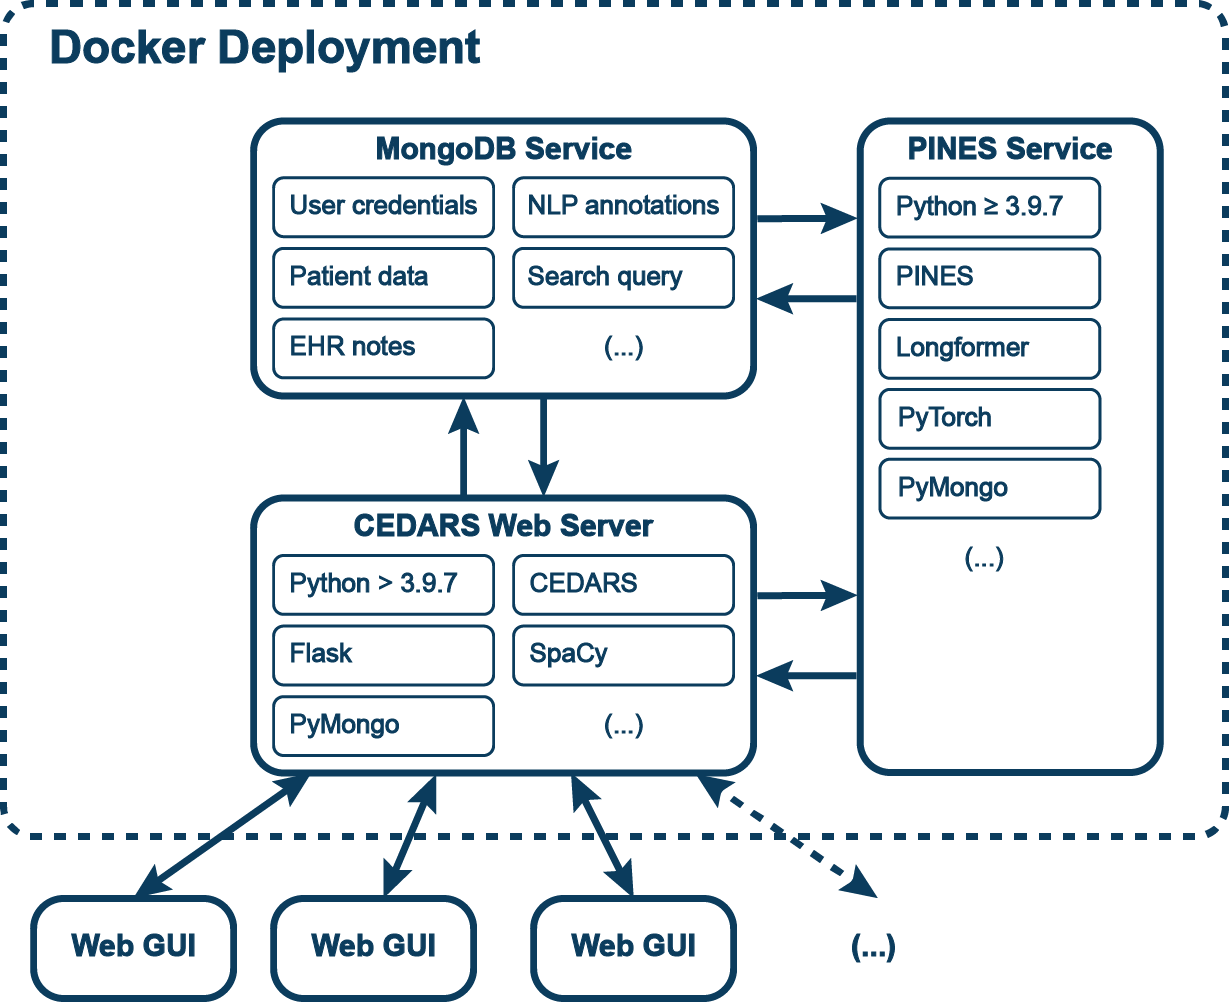 Docker Deployment
MongoDB Service
User credentials
NLP annotations
Patient data
Search query
EHR notes
(...)
PINES Service
Python ≥ 3.9.7
PINES
Longformer
PyTorch
PyMongo
(...)
CEDARS Web Server
Python > 3.9.7
CEDARS
Flask
SpaCy
PyMongo
(...)
Web GUI
Web GUI
Web GUI
(...)